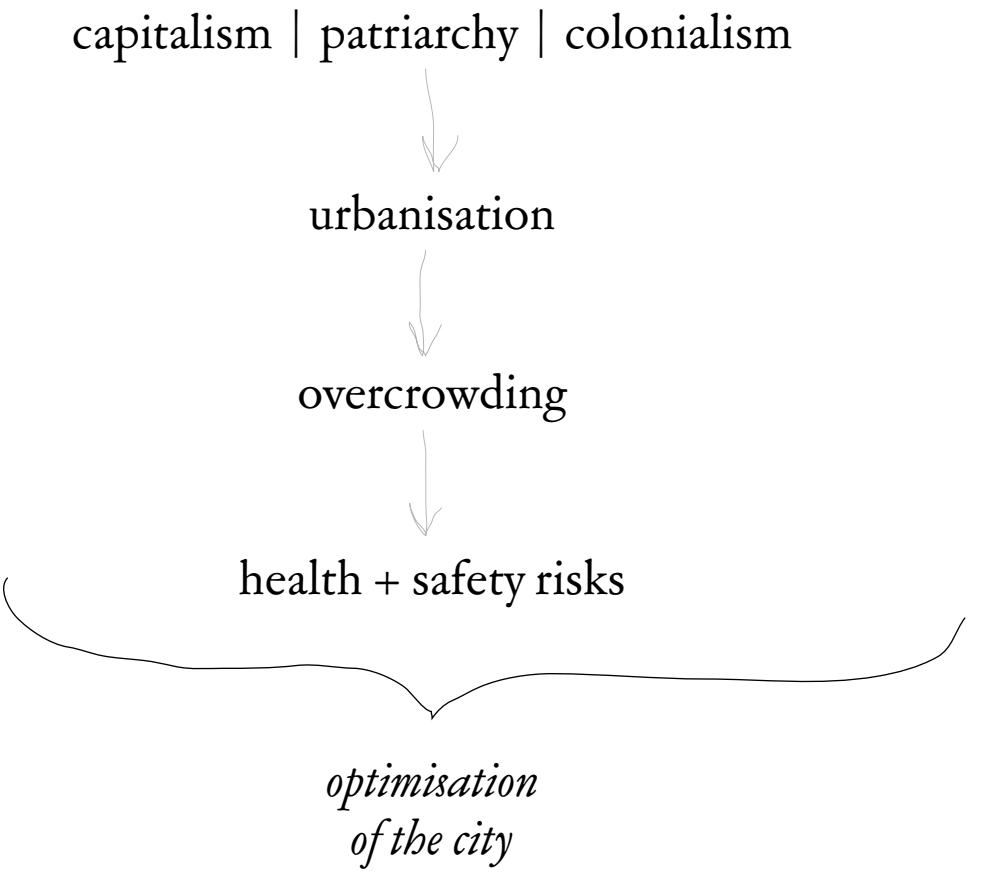 capitalism | patriarchy | colonialism
urbanisation
overcrowding
health + safety risks
optimisation
of the city